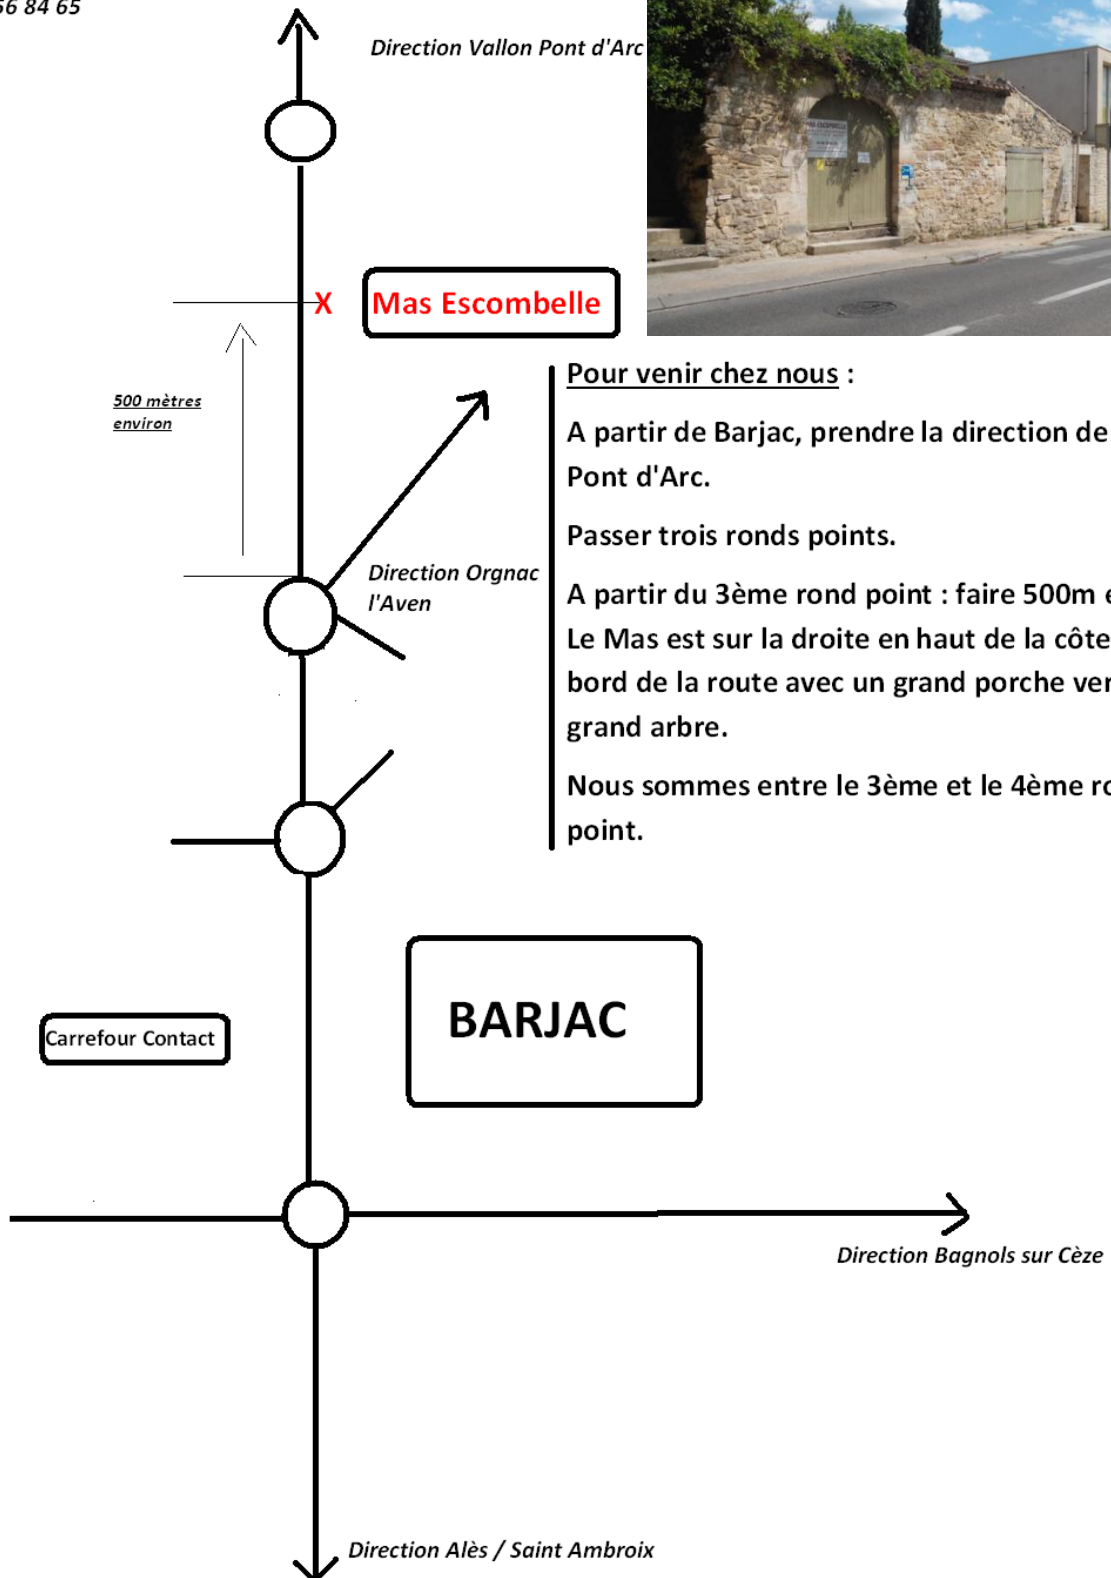 56 84 65
Direction Vallon Pont d'Arc
MAS ESCOMBELLE
Mas Escombelle
500 mètres
environ
Pour venir chez nous :
A partir de Barjac, prendre la direction de
Pont d'Arc.
Passer trois ronds points.
Direction Orgnac
l'Aven
A partir du 3ème rond point : faire 500m
Le Mas est sur la droite en haut de la côte
bord de la route avec un grand porche
grand arbre.
Nous sommes entre le 3ème et le 4ème
point.
BARJAC
Carrefour Contact
Direction Bagnols sur Cèze
Direction Alès / Saint Ambroix